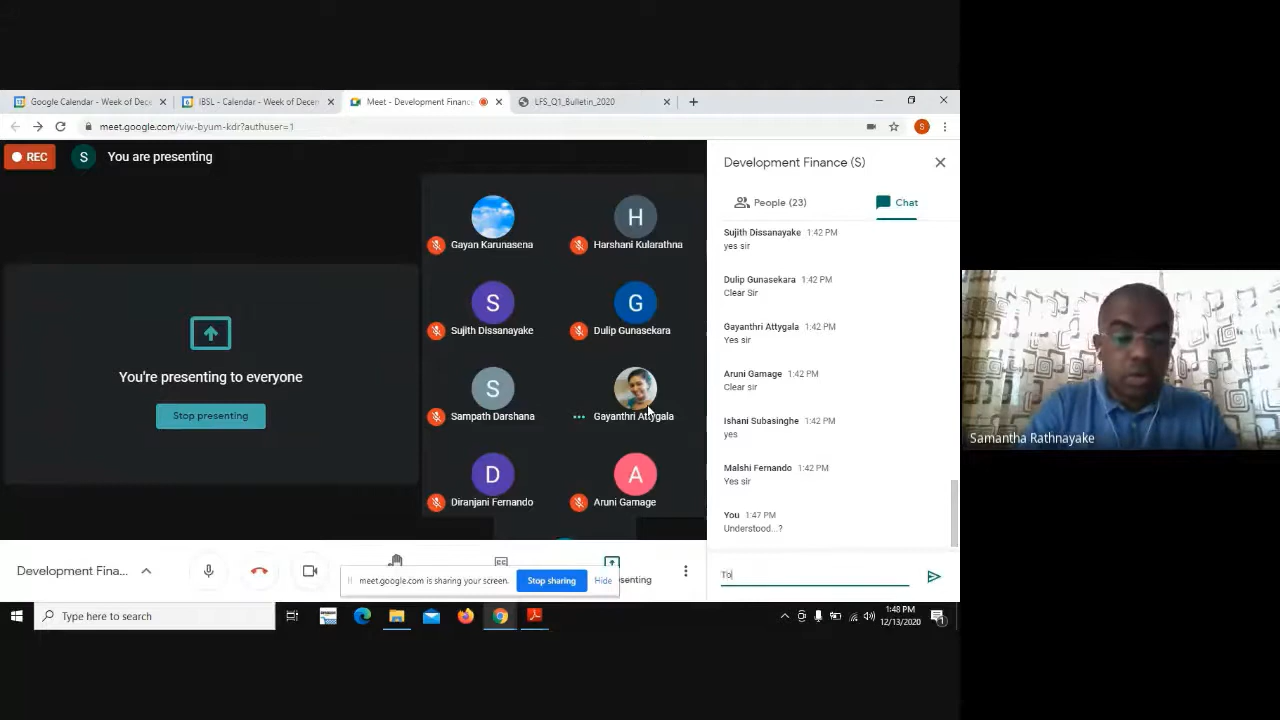 Google Calendar - Week of Dece
IBSL - Calendar - Week of Decem
Meet - Development Finance
LFS_Q1_Bulletin_2020
meet.google.com/viw-byum-kdr?authuser=1
S
REC
S
You are presenting
You're presenting to everyone
Stop presenting
Gayan Karunasena
H
Harshani Kularathna
S
Sujith Dissanayake
G
Dulip Gunasekara
S
Sampath Darshana
Gayanthri Attygala
D
Diranjani Fernando
A
Aruni Gamage
Development Finance (S)
People (23)
Chat
Sujith Dissanayake 1:42 PM
yes sir
Dulip Gunasekara 1:42 PM
Clear Sir
Gayanthri Attygala 1:42 PM
Yes sir
Aruni Gamage 1:42 PM
Clear sir
Ishani Subasinghe 1:42 PM
yes
Malshi Fernando 1:42 PM
Yes sir
You 1:47 PM
Understood...?
To
Development Fina...
meet.google.com is sharing your screen.
Stop sharing
Hide
Type here to search
1:48 PM
12/13/2020
1
Samantha Rathnayake